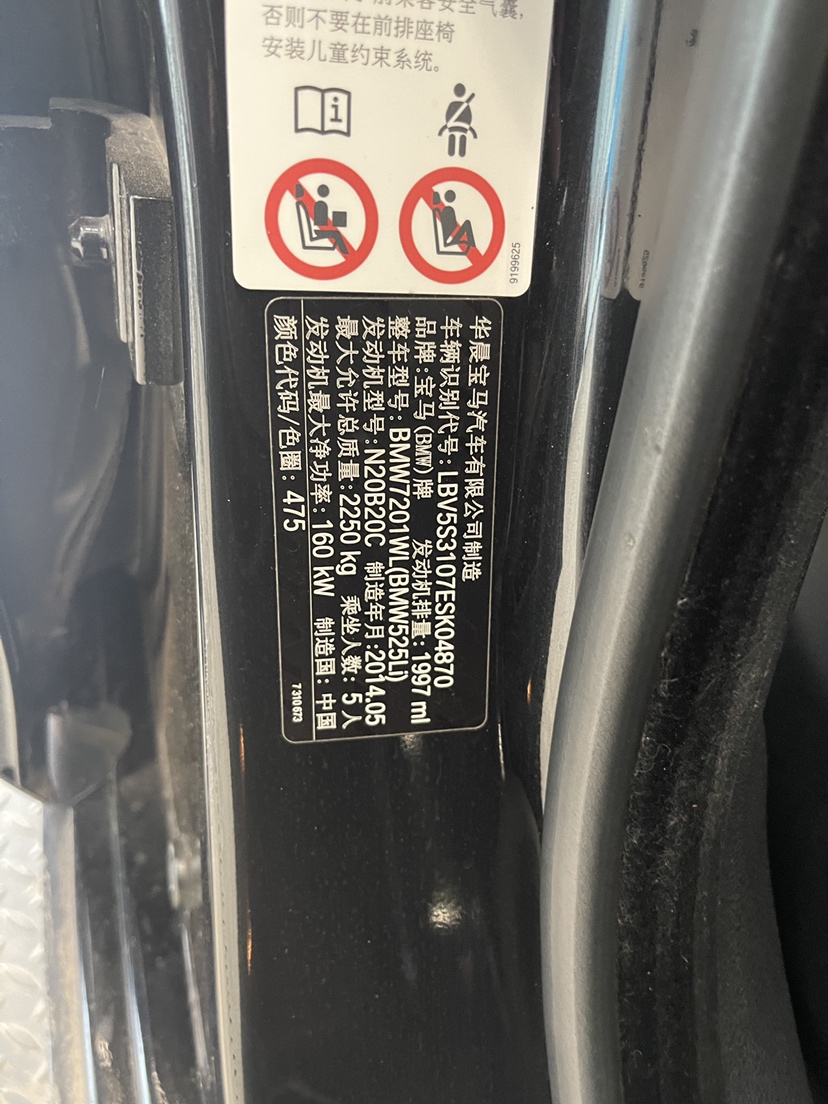 否则不要在前排座椅
安装儿童约束系统。
9199625
华晨宝马汽车有限公司制造
车辆识别代号: LBV5S3107ESK04870
品牌: 宝马(BMW)牌 发动机排量: 1997 ml
整车型号: BMW7201WL(BMW525Li)
发动机型号: N20B20C 制造年月: 2014.05
最大允许总质量: 2250 kg 乘坐人数: 5 人
发动机最大净功率: 160 kW 制造国: 中国
颜色代码/色圈: 475
7310673